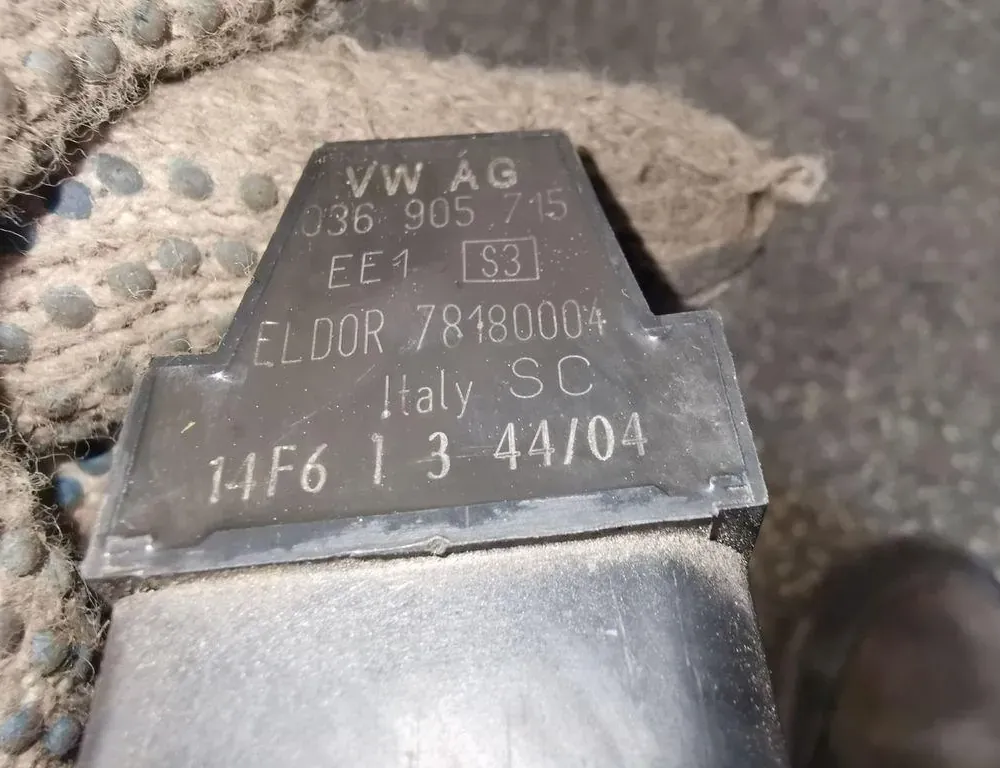 VW AG
036 905 715
EE1 S3
ELDOR 78180004
Italy SC
14F6 1 3 44/04